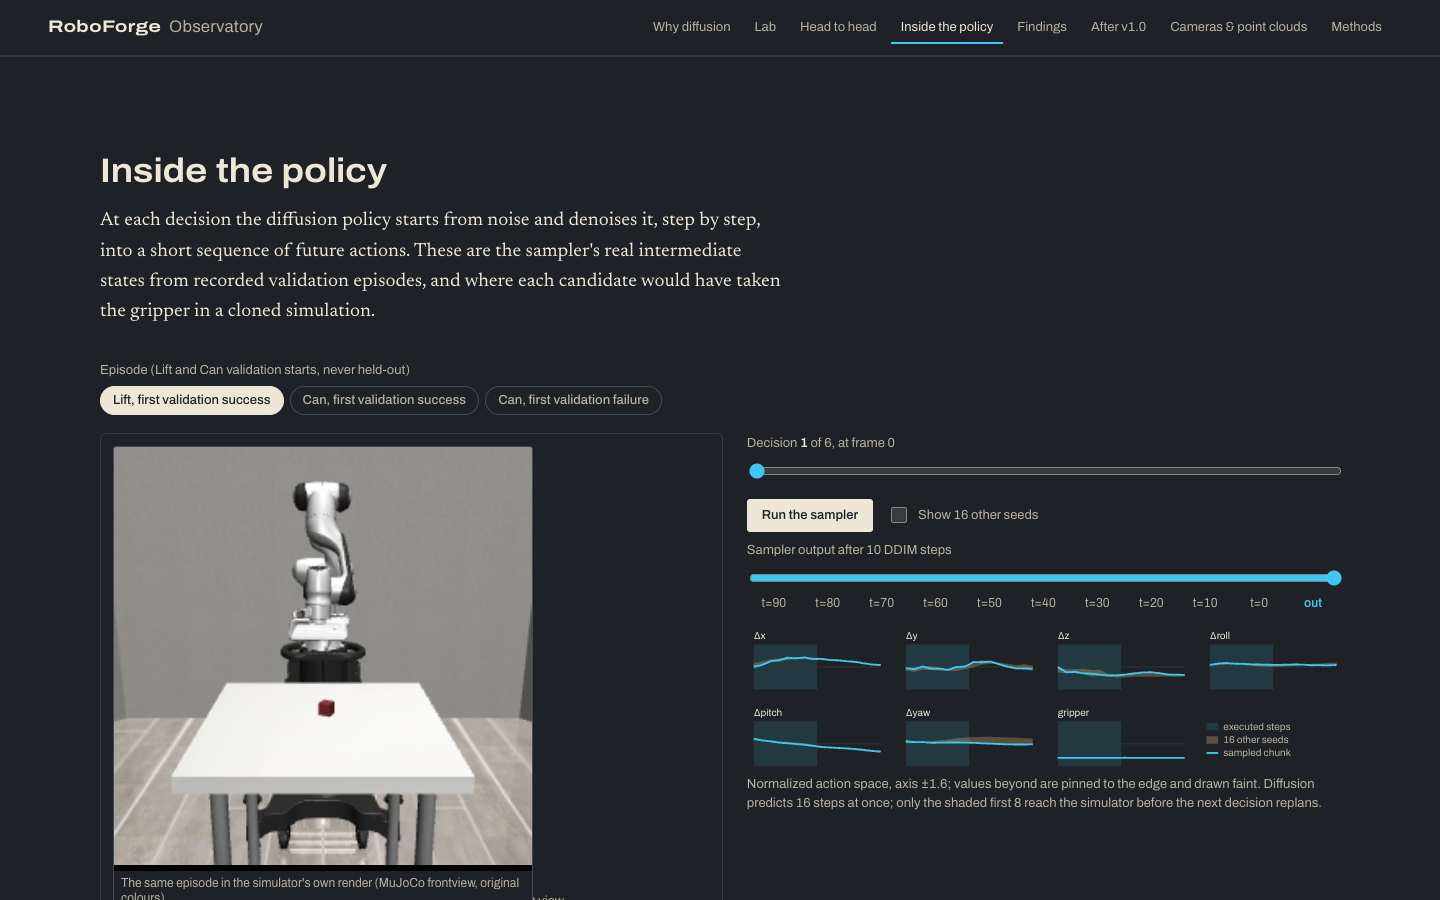 RoboForge Observatory
Why diffusion
Lab
Head to head
Inside the policy
Findings
After v1.0
Cameras & point clouds
Methods
Inside the policy
At each decision the diffusion policy starts from noise and denoises it, step by step,
into a short sequence of future actions. These are the sampler's real intermediate
states from recorded validation episodes, and where each candidate would have taken
the gripper in a cloned simulation.
Episode (Lift and Can validation starts, never held-out)
Lift, first validation success
Can, first validation success
Can, first validation failure
The same episode in the simulator's own render (MuJoCo frontview, original
colours)
view
Decision 1 of 6, at frame 0
Run the sampler
Show 16 other seeds
Sampler output after 10 DDIM steps
t=90 t=80 t=70 t=60 t=50 t=40 t=30 t=20 t=10 t=0 out
Δx
Δy
Δz
Δroll
Δpitch
Δyaw
gripper
executed steps
16 other seeds
sampled chunk
Normalized action space, axis ±1.6; values beyond are pinned to the edge and drawn faint. Diffusion
predicts 16 steps at once; only the shaded first 8 reach the simulator before the next decision replans.